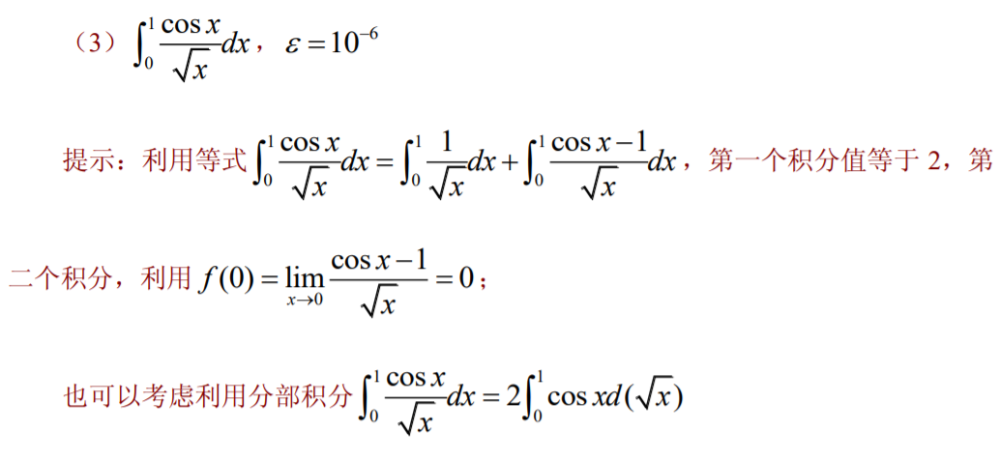 （3）$\int_0^1 \frac{\cos x}{\sqrt{x}}dx$，$\varepsilon = 10^{-6}$
提示：利用等式$\int_0^1 \frac{\cos x}{\sqrt{x}}dx = \int_0^1 \frac{1}{\sqrt{x}}dx + \int_0^1 \frac{\cos x - 1}{\sqrt{x}}dx$，第一个积分值等于 2，第
二个积分，利用 $f(0) = \lim_{x \to 0} \frac{\cos x - 1}{\sqrt{x}} = 0$；
也可以考虑利用分部积分$\int_0^1 \frac{\cos x}{\sqrt{x}}dx = 2\int_0^1 \cos x d(\sqrt{x})$